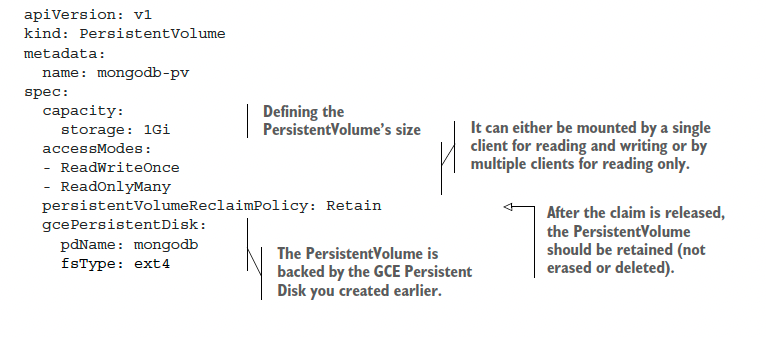 apiVersion: v1
kind: PersistentVolume
metadata:
  name: mongodb-pv
spec:
  capacity:
    storage: 1Gi
  accessModes:
  - ReadWriteOnce
  - ReadOnlyMany
  persistentVolumeReclaimPolicy: Retain
  gcePersistentDisk:
    pdName: mongodb
    fsType: ext4
Defining the
PersistentVolume's size
It can either be mounted by a single
client for reading and writing or by
multiple clients for reading only.
After the claim is released,
the PersistentVolume
should be retained (not
erased or deleted).
The PersistentVolume is
backed by the GCE Persistent
Disk you created earlier.